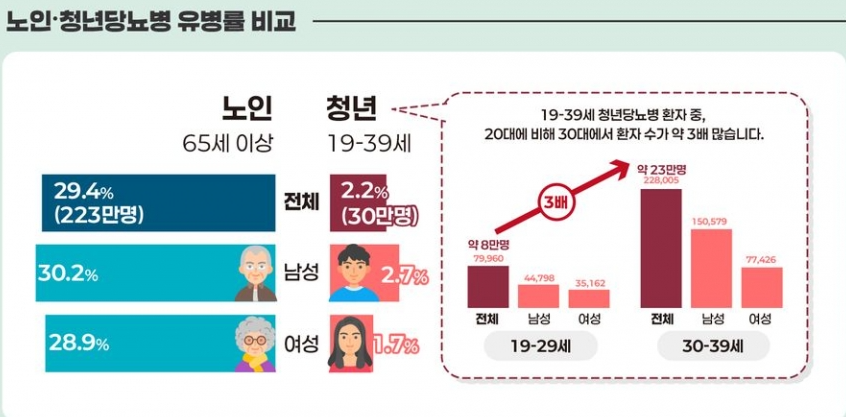 노인·청년당뇨병 유병률 비교
노인
65세 이상
청년
19-39세
29.4%
(223만명)
전체
2.2%
(30만명)
30.2%
남성
2.7%
28.9%
여성
1.7%
19-39세 청년당뇨병 환자 중,
20대에 비해 30대에서 환자 수가 약 3배 많습니다.
3배
약 8만명
79,960
44,798
35,162
전체 남성 여성
19-29세
약 23만명
228,005
150,579
77,426
전체 남성 여성
30-39세